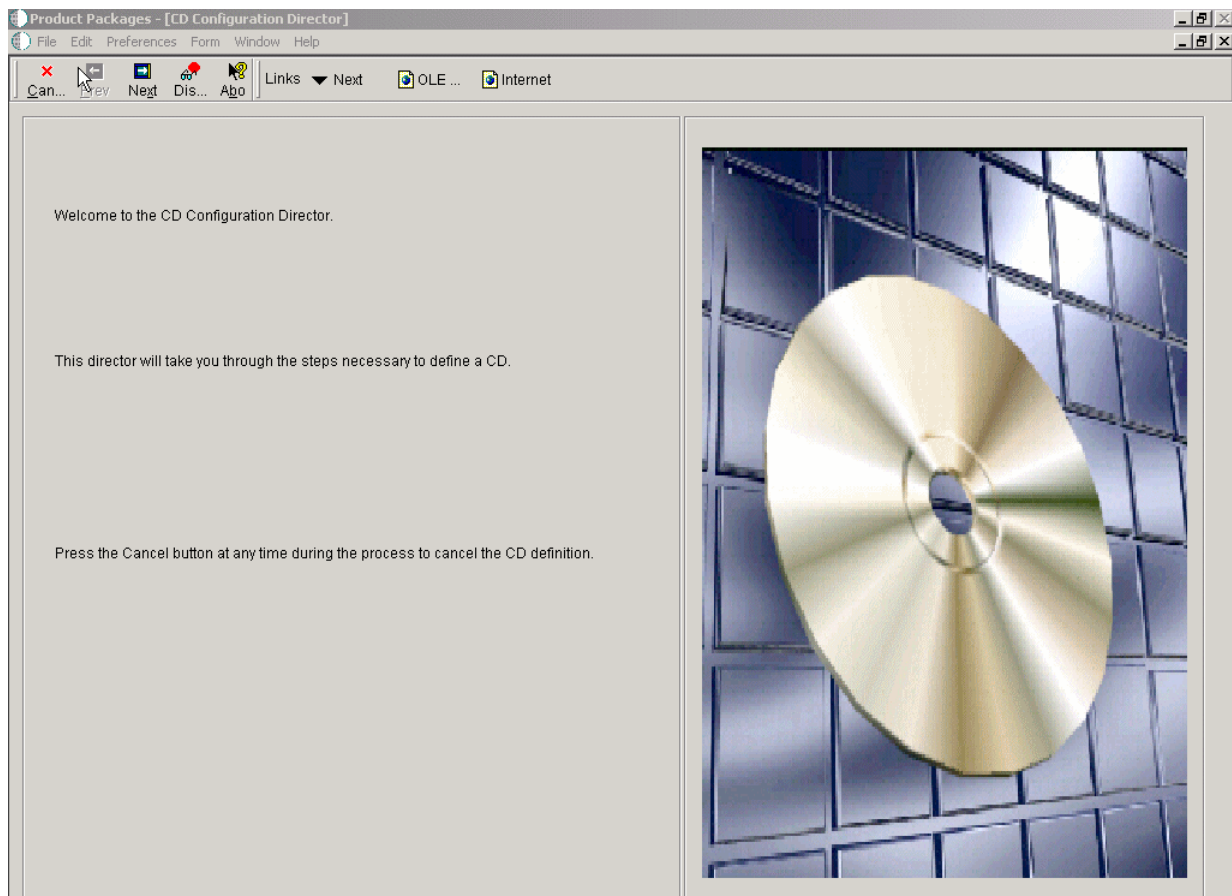 Product Packages - [CD Configuration Director]
File Edit Preferences Form Window Help
Can... Prev Next Dis... Abo Links Next OLE ... Internet
Welcome to the CD Configuration Director.
This director will take you through the steps necessary to define a CD.
Press the Cancel button at any time during the process to cancel the CD definition.